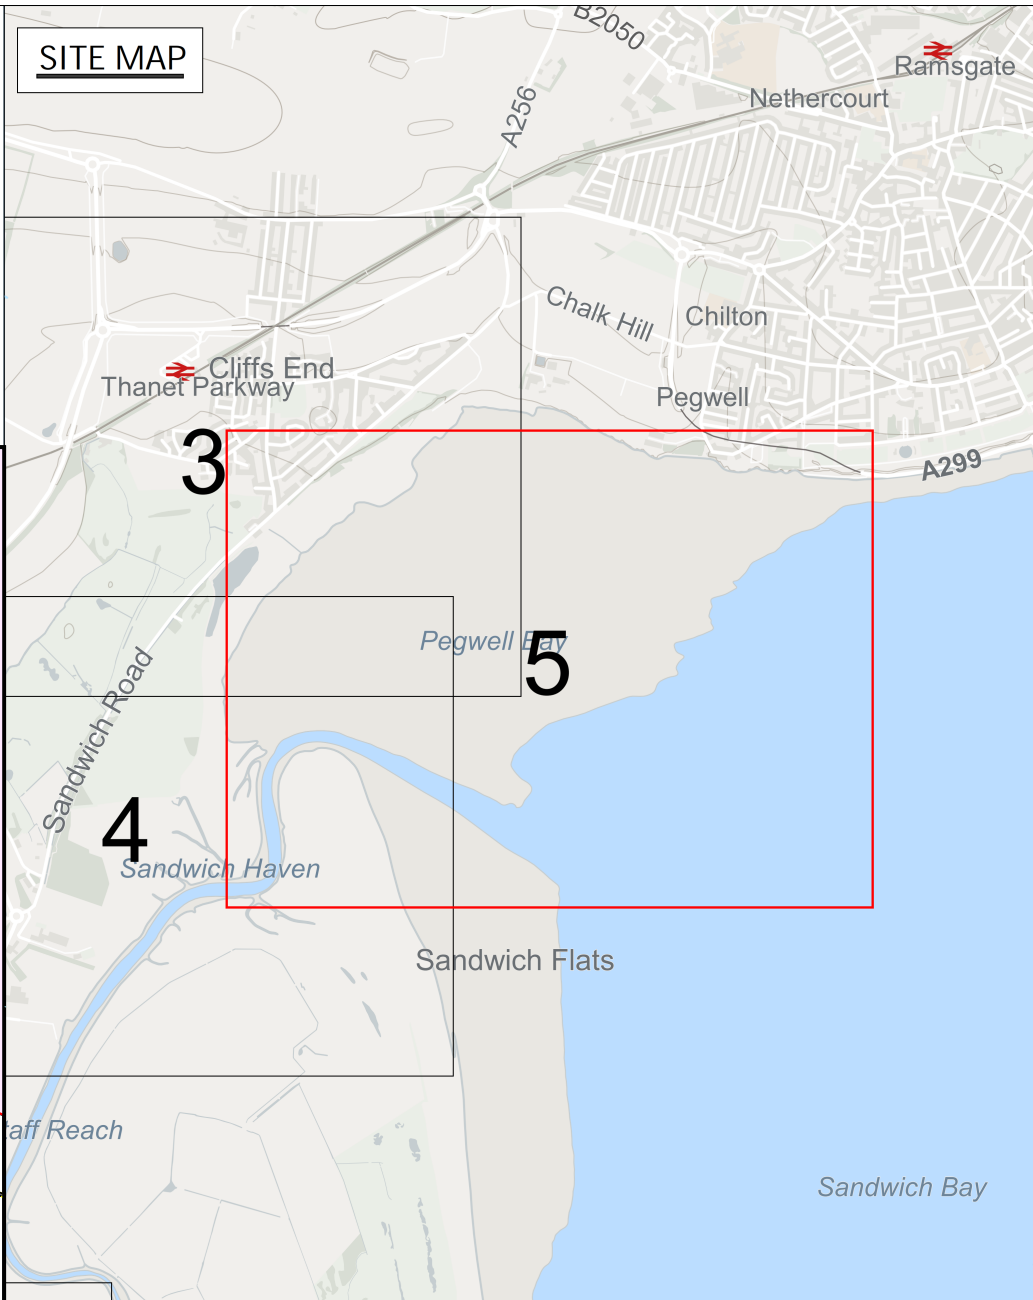 SITE MAP
B2050
Ramsgate
Nethercourt
A256
Chalk Hill
Chilton
Cliffs End
Thanet Parkway
Pegwell
3
A299
Pegwell Bay
5
Sandwich Road
4
Sandwich Haven
Sandwich Flats
taff Reach
Sandwich Bay